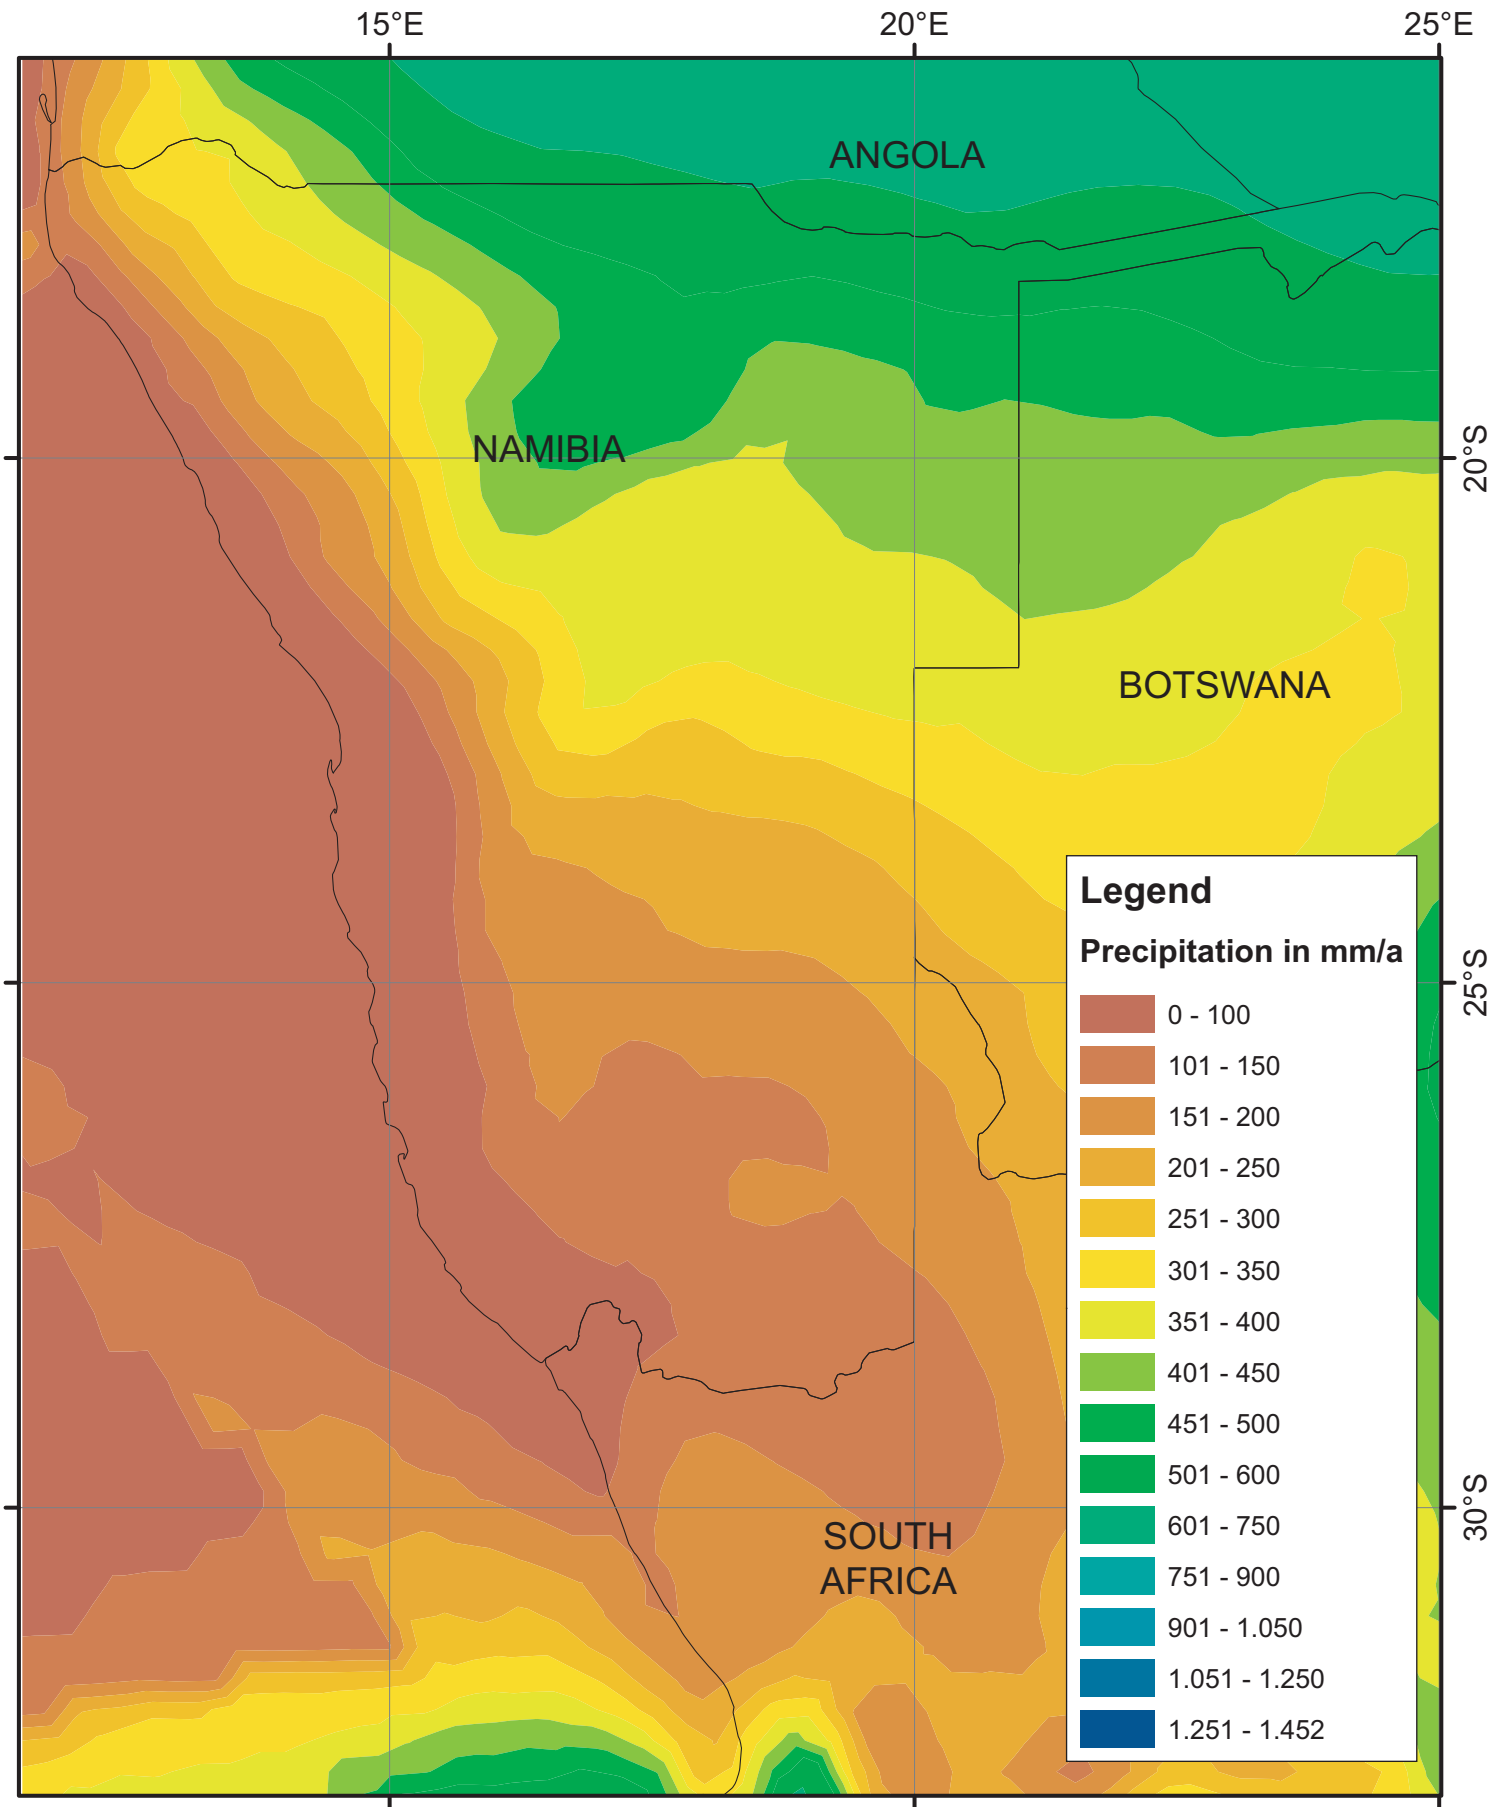 15°E 20°E 25°E
ANGOLA
NAMIBIA
20°S
BOTSWANA
Legend
Precipitation in mm/a
25°S
0 - 100
101 - 150
151 - 200
201 - 250
251 - 300
301 - 350
351 - 400
401 - 450
451 - 500
501 - 600
30°S
601 - 750
SOUTH
AFRICA
751 - 900
901 - 1.050
1.051 - 1.250
1.251 - 1.452